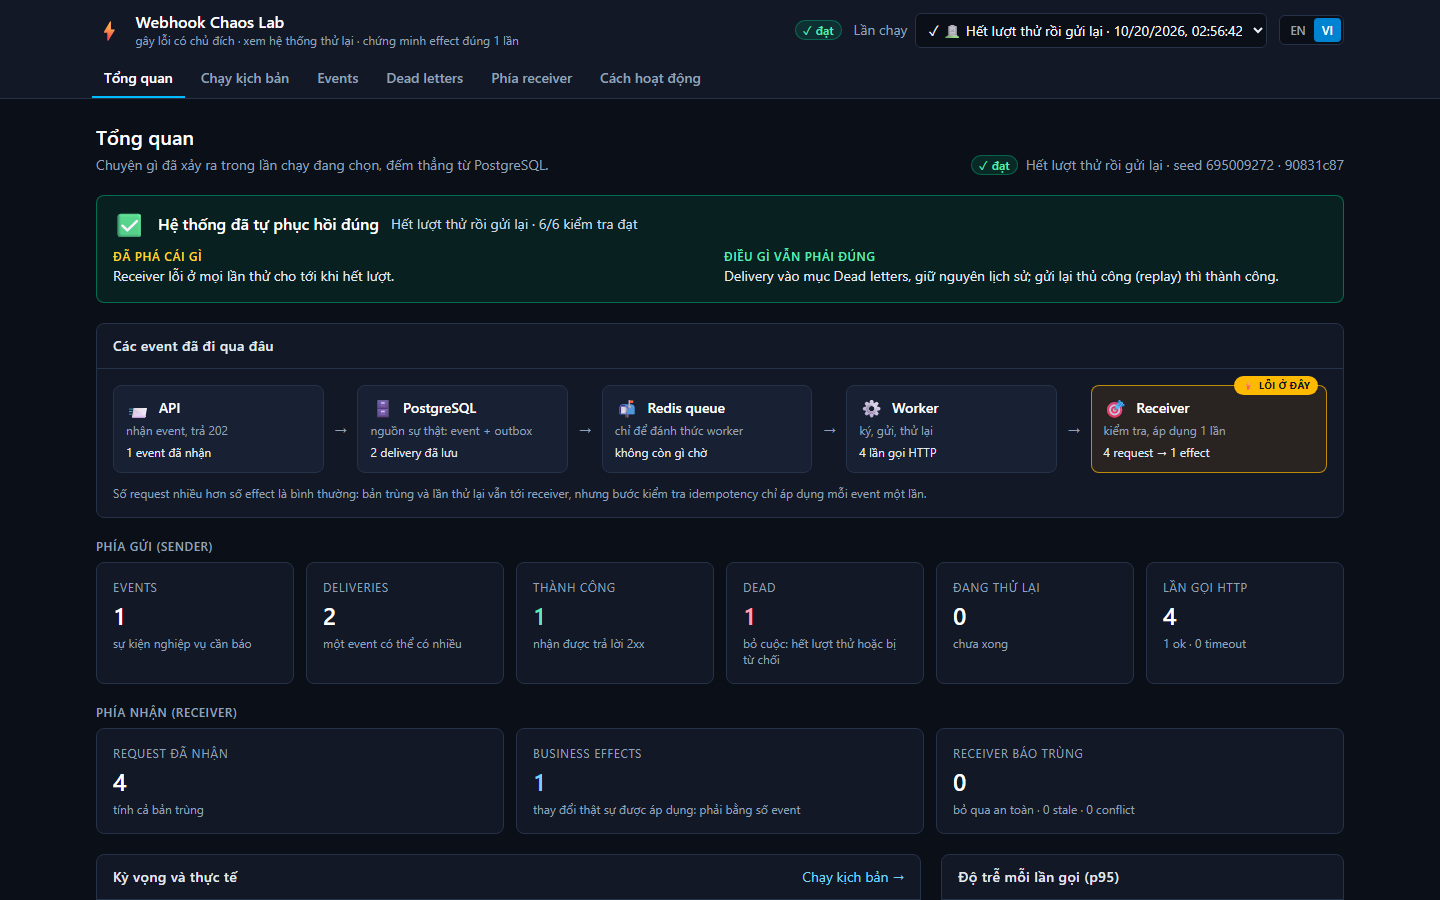 Webhook Chaos Lab
gây lỗi có chủ đích · xem hệ thống thử lại · chứng minh effect đúng 1 lần
✓ đạt
Lần chạy
✓ 🪦 Hết lượt thử rồi gửi lại · 10/20/2026, 02:56:42
EN
VI
Tổng quan
Chạy kịch bản
Events
Dead letters
Phía receiver
Cách hoạt động
Tổng quan
Chuyện gì đã xảy ra trong lần chạy đang chọn, đếm thẳng từ PostgreSQL.
✓ đạt
Hết lượt thử rồi gửi lại · seed 695009272 · 90831c87
Hệ thống đã tự phục hồi đúng
Hết lượt thử rồi gửi lại · 6/6 kiểm tra đạt
ĐÃ PHÁ CÁI GÌ
Receiver lỗi ở mọi lần thử cho tới khi hết lượt.
ĐIỀU GÌ VẪN PHẢI ĐÚNG
Delivery vào mục Dead letters, giữ nguyên lịch sử; gửi lại thủ công (replay) thì thành công.
Các event đã đi qua đâu
API
nhận event, trả 202
1 event đã nhận
→
PostgreSQL
nguồn sự thật: event + outbox
2 delivery đã lưu
→
Redis queue
chỉ để đánh thức worker
không còn gì chờ
→
Worker
ký, gửi, thử lại
4 lần gọi HTTP
→
LỖI Ở ĐÂY
Receiver
kiểm tra, áp dụng 1 lần
4 request → 1 effect
Số request nhiều hơn số effect là bình thường: bản trùng và lần thử lại vẫn tới receiver, nhưng bước kiểm tra idempotency chỉ áp dụng mỗi event một lần.
PHÍA GỬI (SENDER)
EVENTS
1
sự kiện nghiệp vụ cần báo
DELIVERIES
2
một event có thể có nhiều
THÀNH CÔNG
1
nhận được trả lời 2xx
DEAD
1
bỏ cuộc: hết lượt thử hoặc bị
từ chối
ĐANG THỬ LẠI
0
chưa xong
LẦN GỌI HTTP
4
1 ok · 0 timeout
PHÍA NHẬN (RECEIVER)
REQUEST ĐÃ NHẬN
4
tính cả bản trùng
BUSINESS EFFECTS
1
thay đổi thật sự được áp dụng: phải bằng số event
RECEIVER BÁO TRÙNG
0
bỏ qua an toàn · 0 stale · 0 conflict
Kỳ vọng và thực tế
Chạy kịch bản →
Độ trễ mỗi lần gọi (p95)